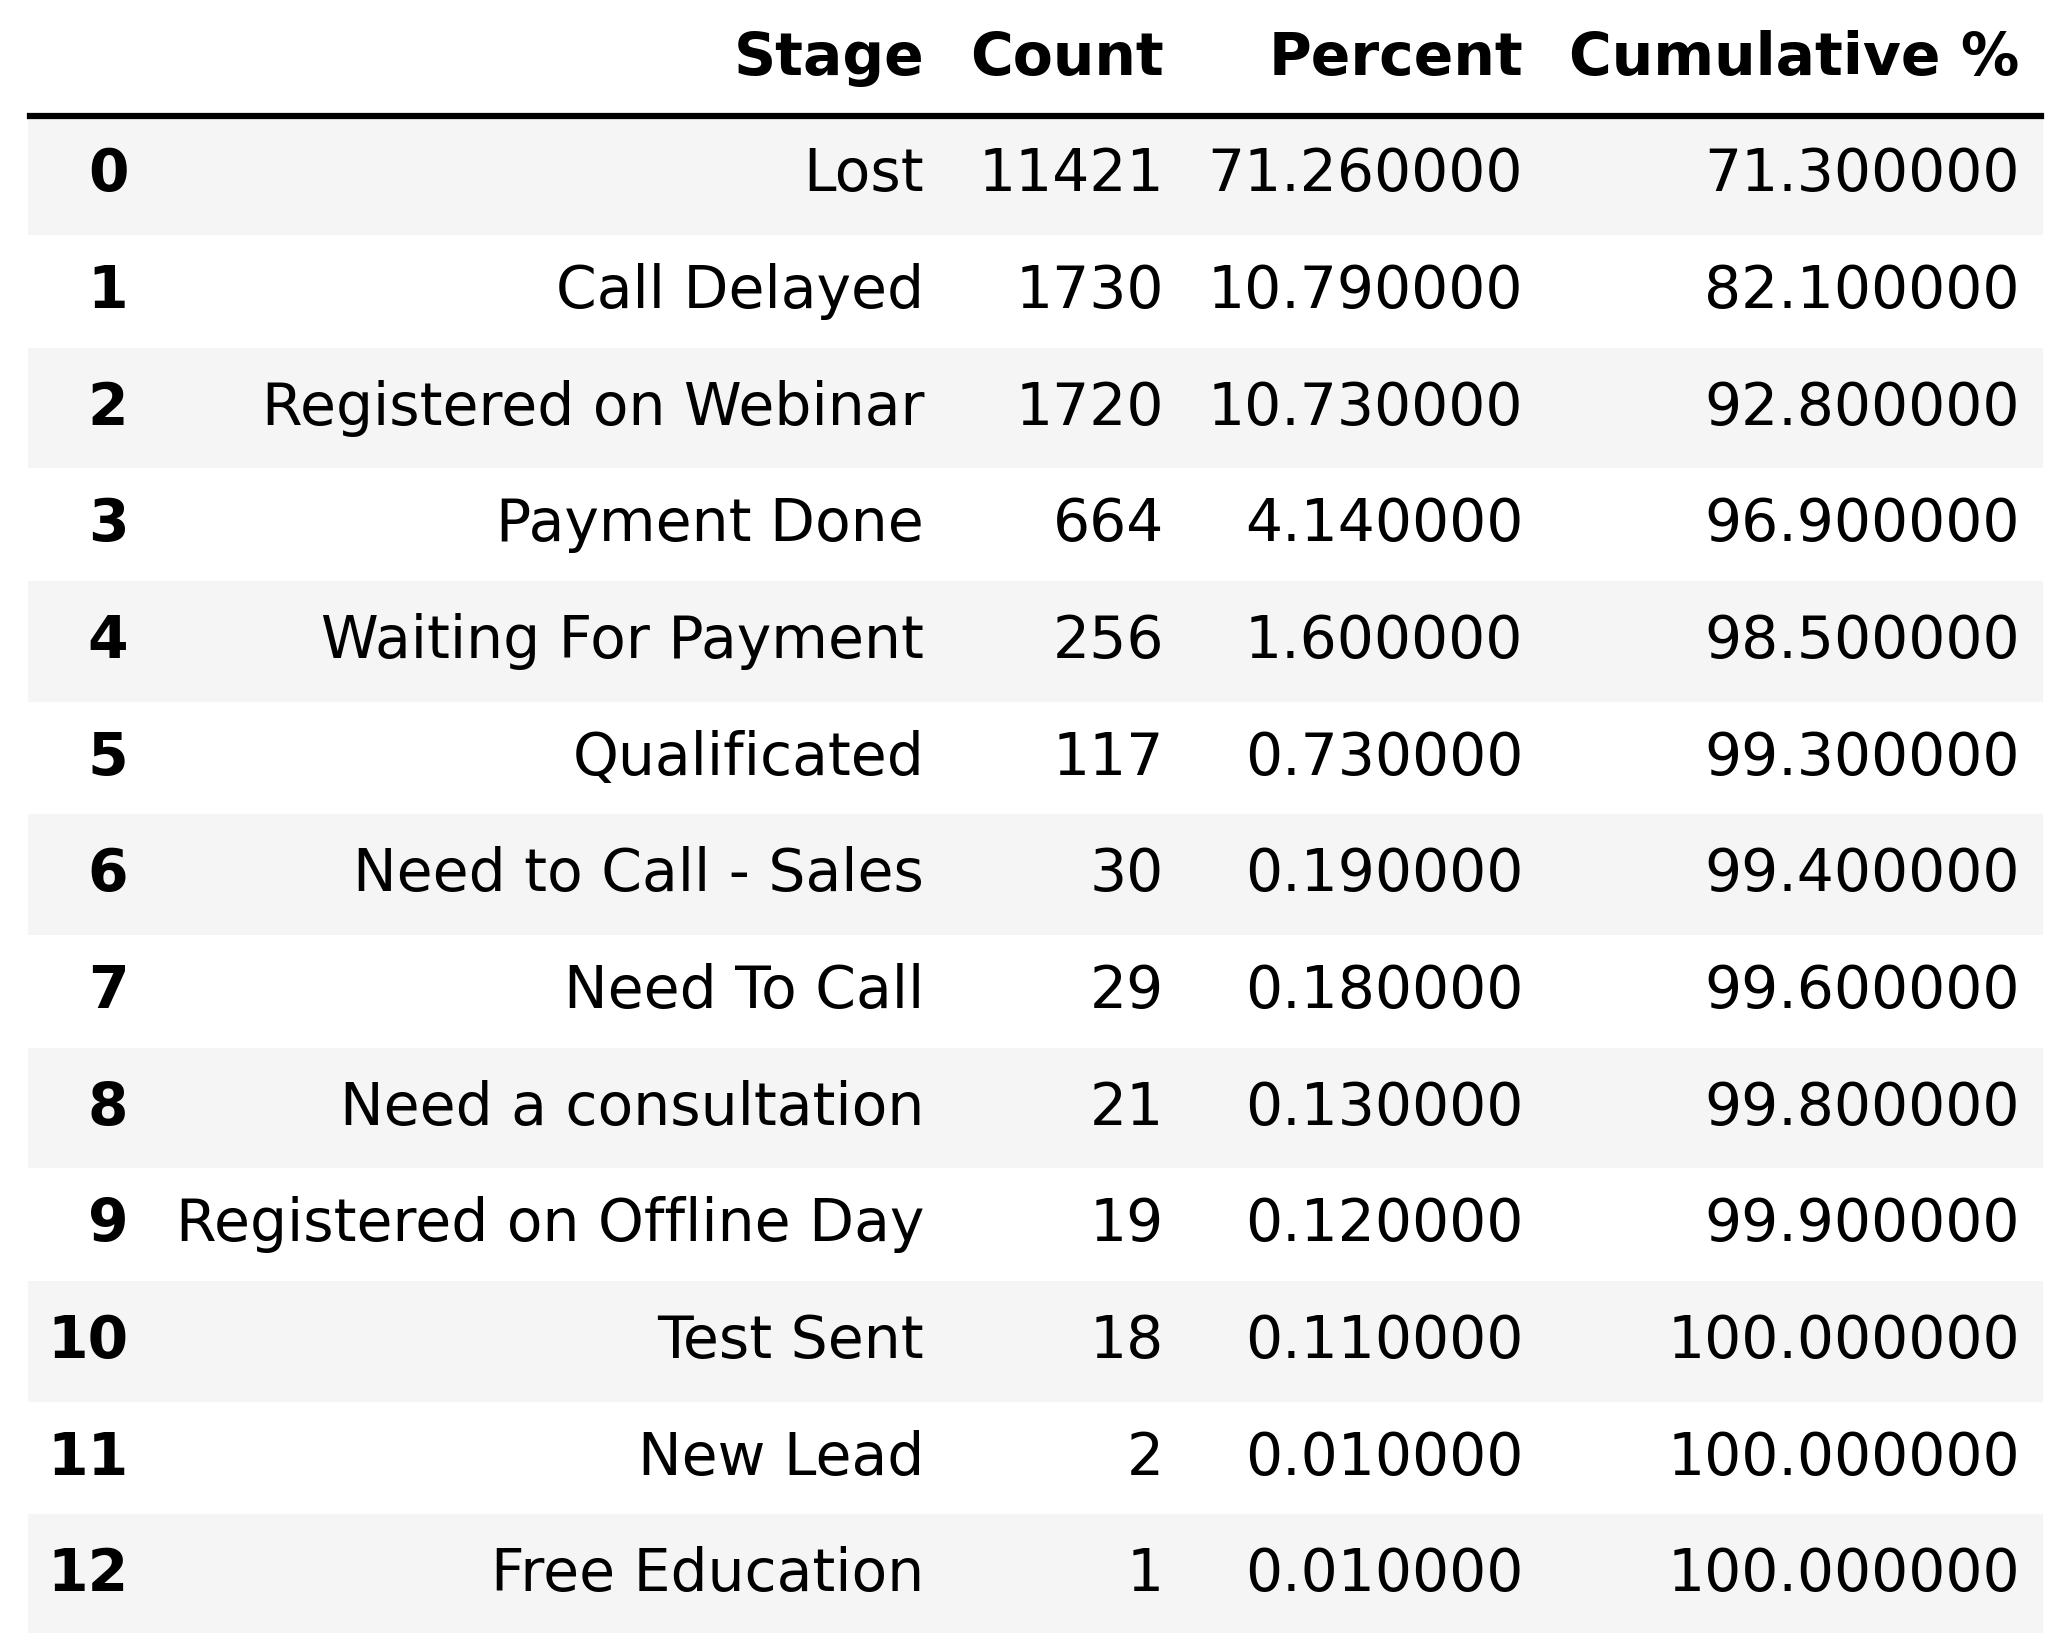 Stage Count Percent Cumulative %
0 Lost 11421 71.260000 71.300000
1 Call Delayed 1730 10.790000 82.100000
2 Registered on Webinar 1720 10.730000 92.800000
3 Payment Done 664 4.140000 96.900000
4 Waiting For Payment 256 1.600000 98.500000
5 Qualificated 117 0.730000 99.300000
6 Need to Call - Sales 30 0.190000 99.400000
7 Need To Call 29 0.180000 99.600000
8 Need a consultation 21 0.130000 99.800000
9 Registered on Offline Day 19 0.120000 99.900000
10 Test Sent 18 0.110000 100.000000
11 New Lead 2 0.010000 100.000000
12 Free Education 1 0.010000 100.000000